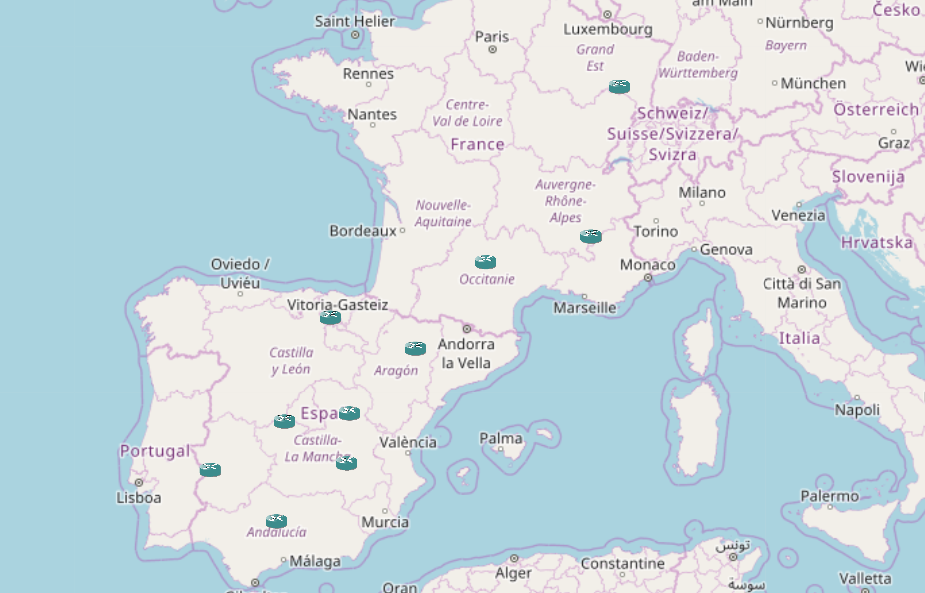 am Main
Česko
Saint Helier
Luxembourg
Nürnberg
Paris
Grand
Est
Bayern
Baden-
Württemberg
Rennes
München
Centre-
Val de Loire
Nantes
Schweiz/
Suisse/Svizzera/
Svizra
Österreich
France
Graz
Slovenija
Auvergne-
Rhône-
Alpes
Milano
Nouvelle-
Aquitaine
Venezia
Bordeaux
Torino
Genova
Hrvatska
Monaco
Oviedo /
Uviéu
Occitanie
Città di San
Marino
Vitoria-Gasteiz
Marseille
Andorra
la Vella
Italia
Castilla
y León
Aragón
Napoli
Espa
Castilla-
La Mancha
València
Palma
Portugal
Lisboa
Palermo
Murcia
Andalucía
تونس
Málaga
Alger
Constantine
Valletta
سوسة
Oran